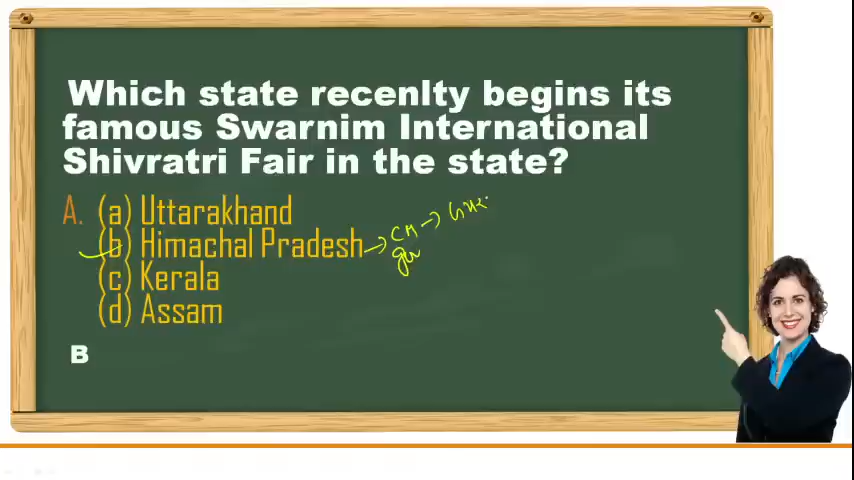 Which state recenlty begins its
famous Swarnim International
Shivratri Fair in the state?
A. (a) Uttarakhand
(b) Himachal Pradesh → CM →
(c) Kerala
(d) Assam
B